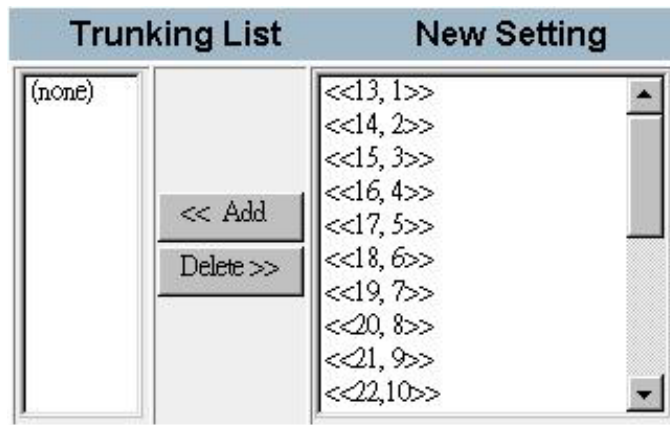 Trunking List
New Setting
(none)
<< Add
Delete >>
<<13, 1>>
<<14, 2>>
<<15, 3>>
<<16, 4>>
<<17, 5>>
<<18, 6>>
<<19, 7>>
<<20, 8>>
<<21, 9>>
<<22,10>>